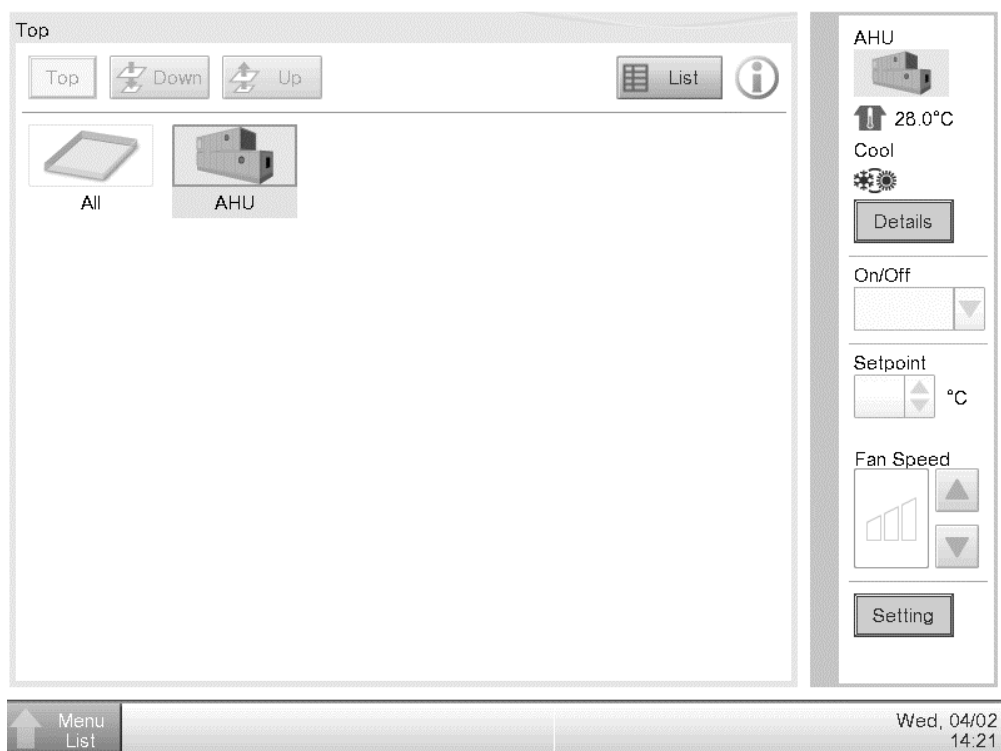 Top
Top
Down
Up
List
All
AHU
AHU
28.0°C
Cool
Details
On/Off
Setpoint
°C
Fan Speed
Setting
Menu
List
Wed, 04/02
14:21